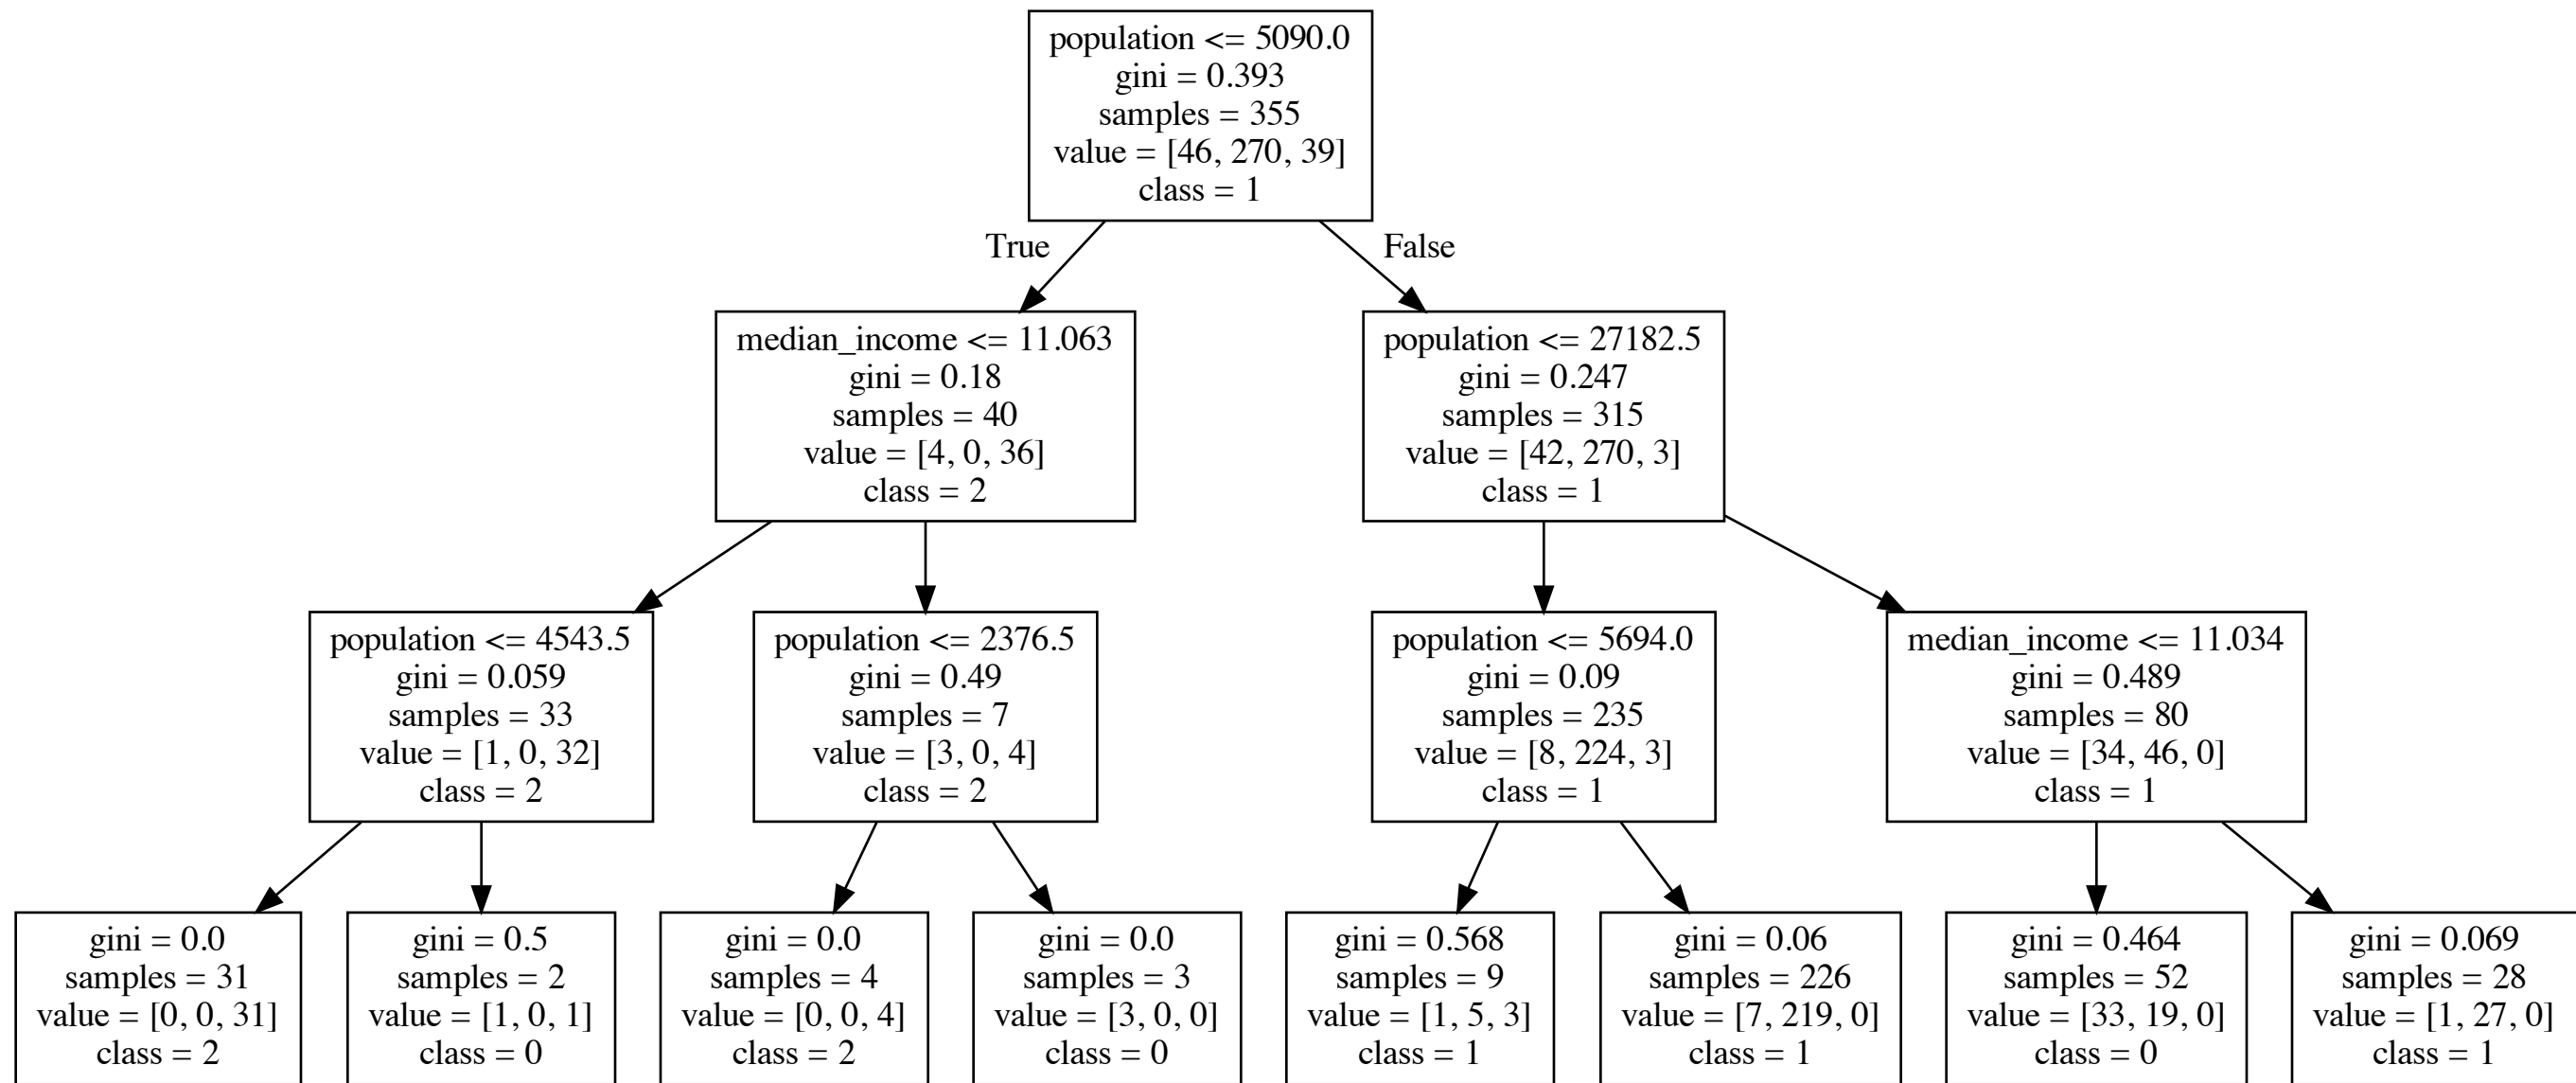 population <= 5090.0
gini = 0.393
samples = 355
value = [46, 270, 39]
class = 1
True
False
median_income <= 11.063
gini = 0.18
samples = 40
value = [4, 0, 36]
class = 2
population <= 27182.5
gini = 0.247
samples = 315
value = [42, 270, 3]
class = 1
population <= 4543.5
gini = 0.059
samples = 33
value = [1, 0, 32]
class = 2
population <= 2376.5
gini = 0.49
samples = 7
value = [3, 0, 4]
class = 2
population <= 5694.0
gini = 0.09
samples = 235
value = [8, 224, 3]
class = 1
median_income <= 11.034
gini = 0.489
samples = 80
value = [34, 46, 0]
class = 1
gini = 0.0
samples = 31
value = [0, 0, 31]
class = 2
gini = 0.5
samples = 2
value = [1, 0, 1]
class = 0
gini = 0.0
samples = 4
value = [0, 0, 4]
class = 2
gini = 0.0
samples = 3
value = [3, 0, 0]
class = 0
gini = 0.568
samples = 9
value = [1, 5, 3]
class = 1
gini = 0.06
samples = 226
value = [7, 219, 0]
class = 1
gini = 0.464
samples = 52
value = [33, 19, 0]
class = 0
gini = 0.069
samples = 28
value = [1, 27, 0]
class = 1